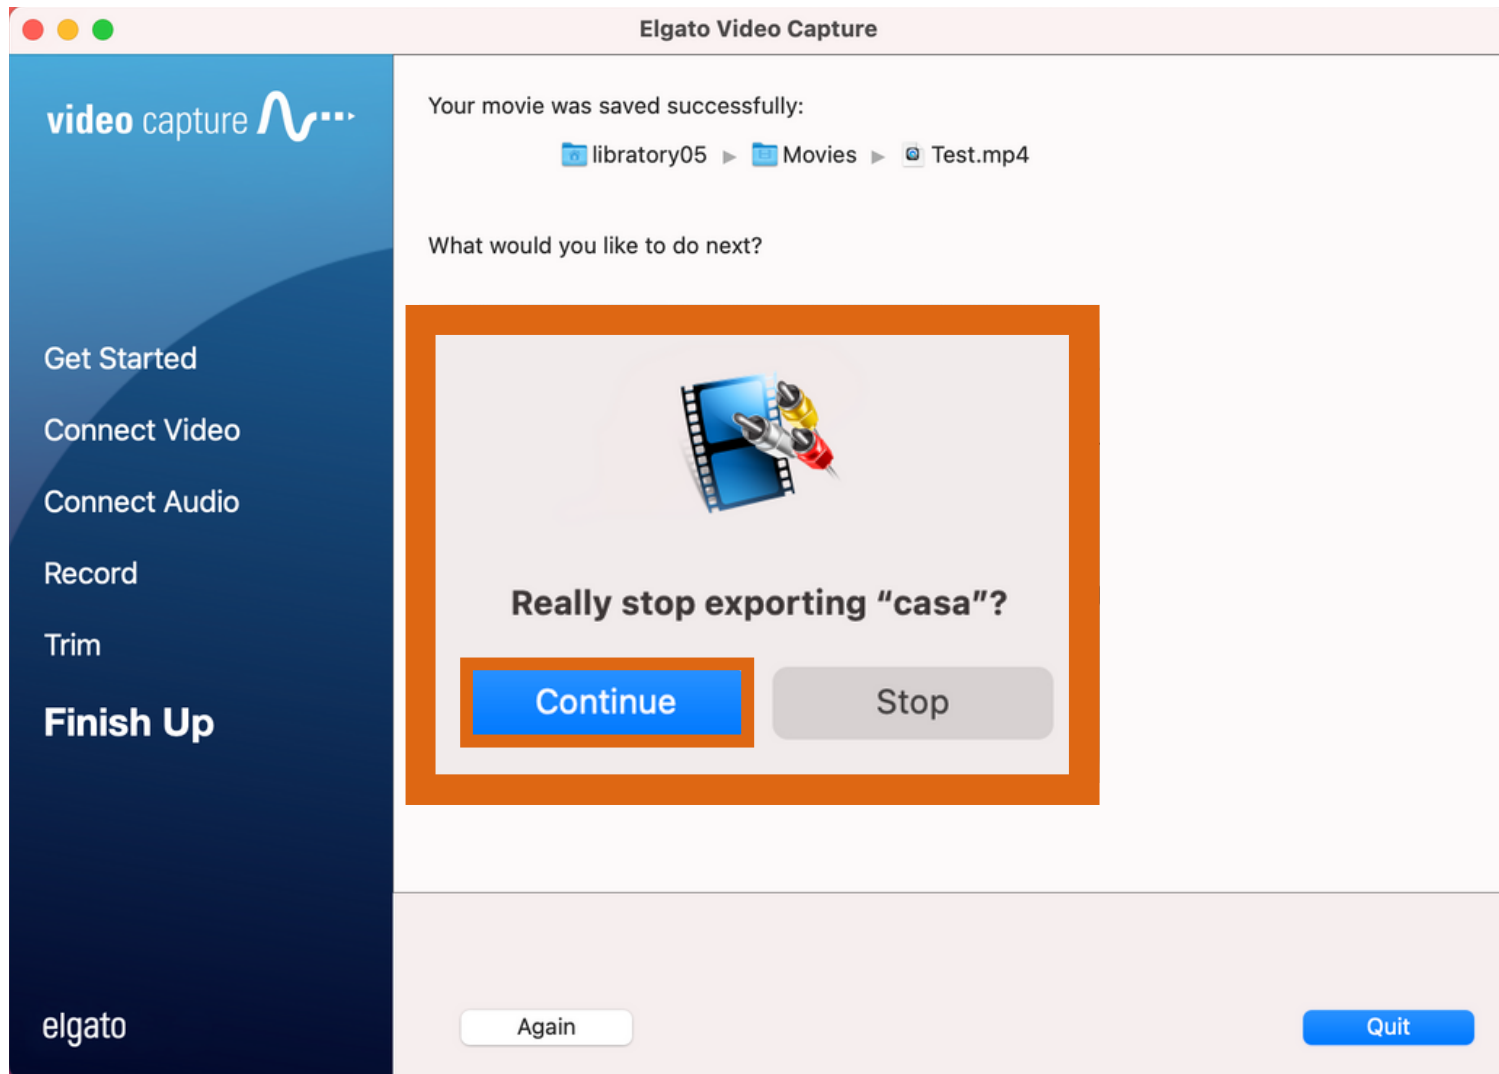 Elgato Video Capture
video capture
Your movie was saved successfully:
libratory05 ▶ Movies ▶ Test.mp4
What would you like to do next?
Get Started
Connect Video
Connect Audio
Record
Trim
Finish Up
Really stop exporting “casa”?
Continue Stop
elgato
Again Quit